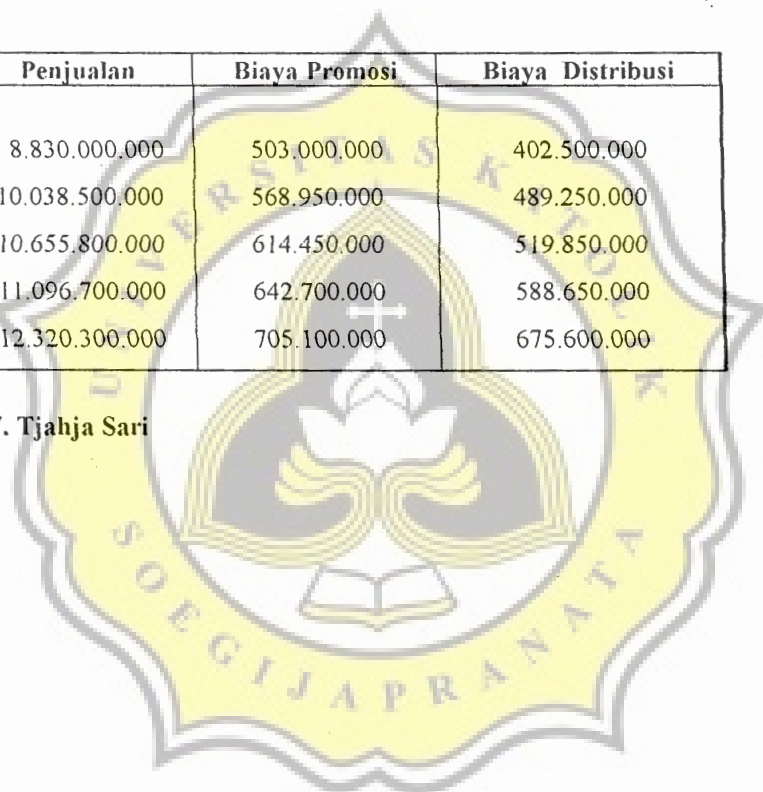 Penjualan Biaya Promosi Biaya Distribusi
8.830.000.000 503.000.000 402.500.000
10.038.500.000 568.950.000 489.250.000
10.655.800.000 614.450.000 519.850.000
11.096.700.000 642.700.000 588.650.000
12.320.300.000 705.100.000 675.600.000
. Tjahja Sari
UNIVERSITAS KATOLIK
SOEGIJAPRANATA